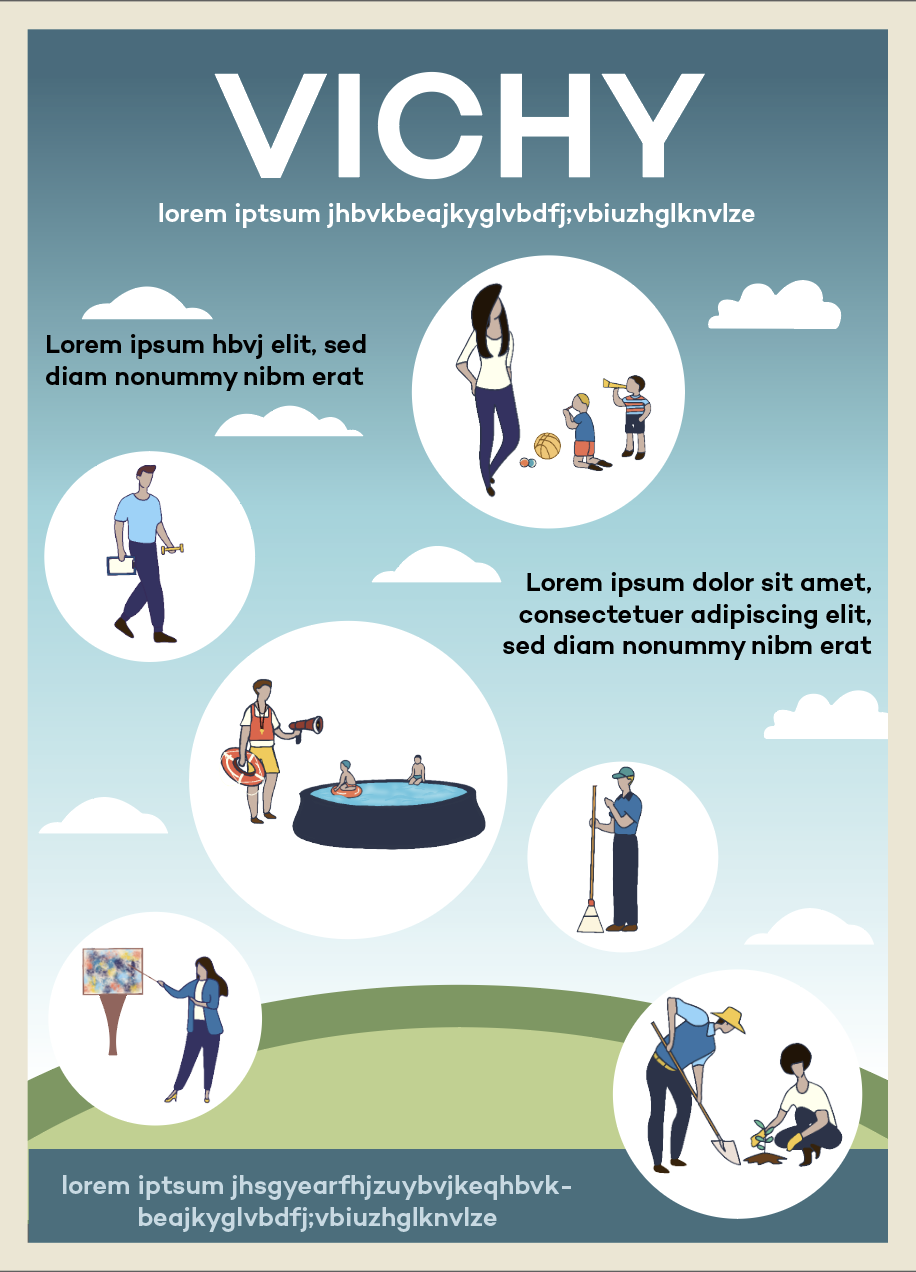 VICHY
lorem iptsum jhbvkbeajkyglvbdfj;vbiuzhglknvlze
Lorem ipsum hbvj elit, sed
diam nonummy nibm erat
Lorem ipsum dolor sit amet,
consectetuer adipiscing elit,
sed diam nonummy nibm erat
lorem iptsum jhsgyearfhjzuybvjkeqhbvk-
beajkyglvbdfj;vbiuzhglknvlze